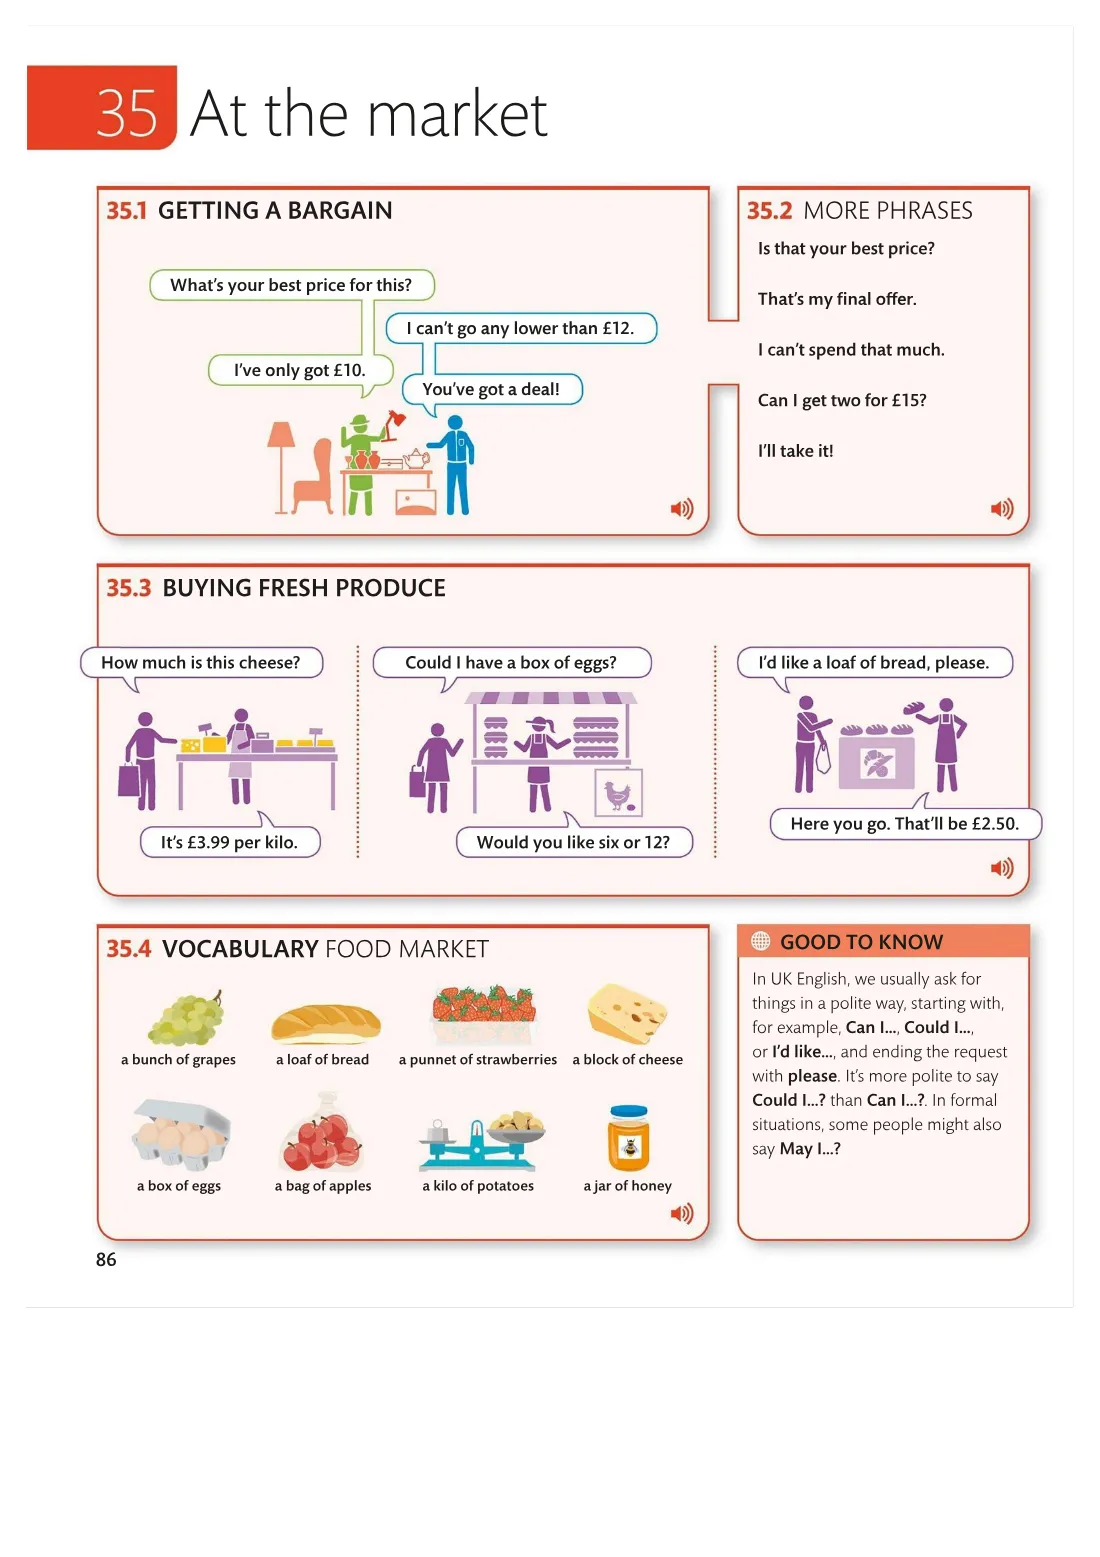 35 At the market
35.1 GETTING A BARGAIN
What's your best price for this?
I can't go any lower than £12.
I've only got £10.
You've got a deal!
35.2 MORE PHRASES
Is that your best price?
That's my final offer.
I can't spend that much.
Can I get two for £15?
I'll take it!
35.3 BUYING FRESH PRODUCE
How much is this cheese?
It's £3.99 per kilo.
Could I have a box of eggs?
Would you like six or 12?
I'd like a loaf of bread, please.
Here you go. That'll be £2.50.
35.4 VOCABULARY FOOD MARKET
a bunch of grapes
a loaf of bread
a punnet of strawberries
a block of cheese
a box of eggs
a bag of apples
a kilo of potatoes
a jar of honey
GOOD TO KNOW
In UK English, we usually ask for
things in a polite way, starting with,
for example, Can I..., Could I...,
or I'd like..., and ending the request
with please. It's more polite to say
Could I...? than Can I...?. In formal
situations, some people might also
say May I...?
86